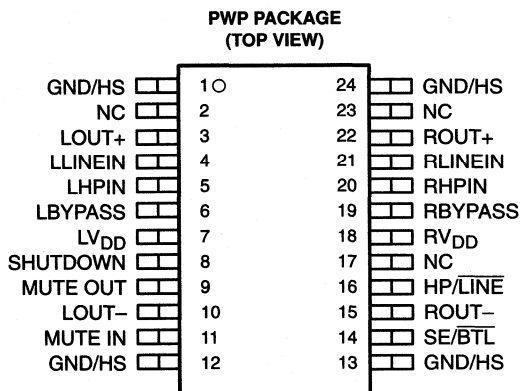 PWP PACKAGE
(TOP VIEW)
GND/HS 1 24 GND/HS
NC 2 23 NC
LOUT+ 3 22 ROUT+
LLINEIN 4 21 RLINEIN
LHPIN 5 20 RHPIN
LBYPASS 6 19 RBYPASS
LVDD 7 18 RVDD
SHUTDOWN 8 17 NC
MUTE OUT 9 16 HP/LINE
LOUT− 10 15 ROUT−
MUTE IN 11 14 SE/BTL
GND/HS 12 13 GND/HS